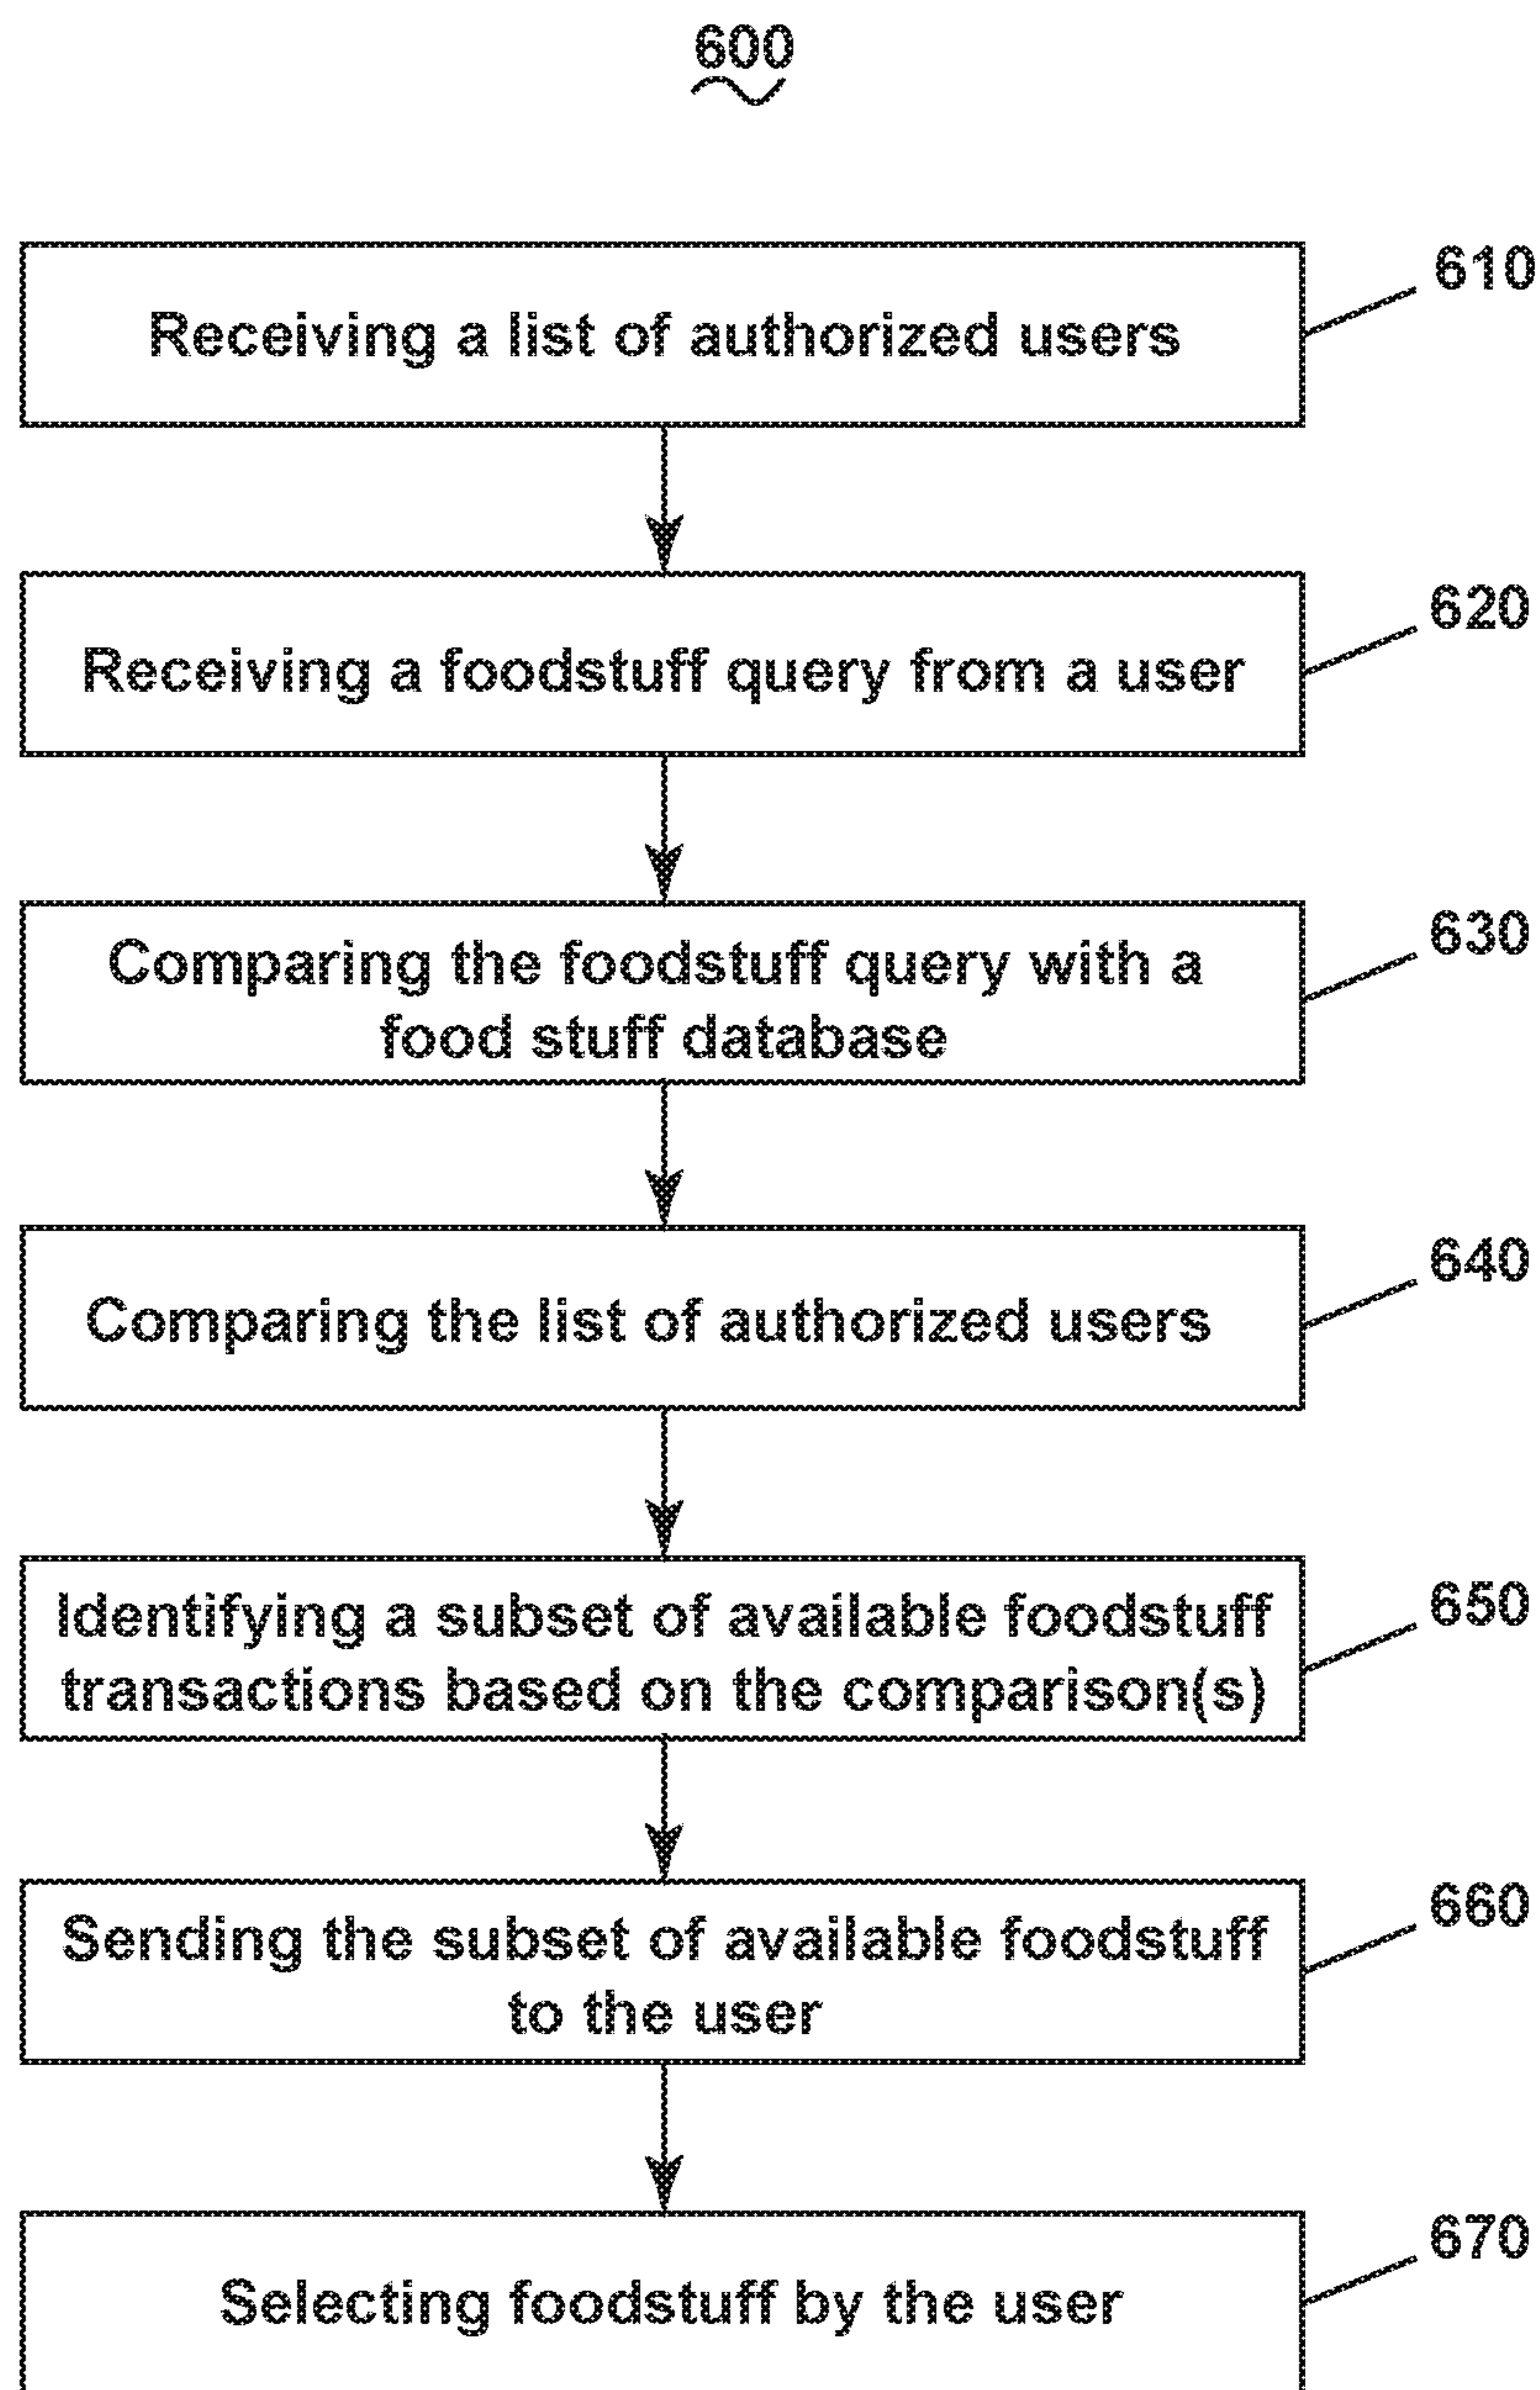 600
Receiving a list of authorized users
610
Receiving a foodstuff query from a user
620
Comparing the foodstuff query with a
food stuff database
630
Comparing the list of authorized users
640
Identifying a subset of available foodstuff
transactions based on the comparison(s)
650
Sending the subset of available foodstuff
to the user
660
Selecting foodstuff by the user
670